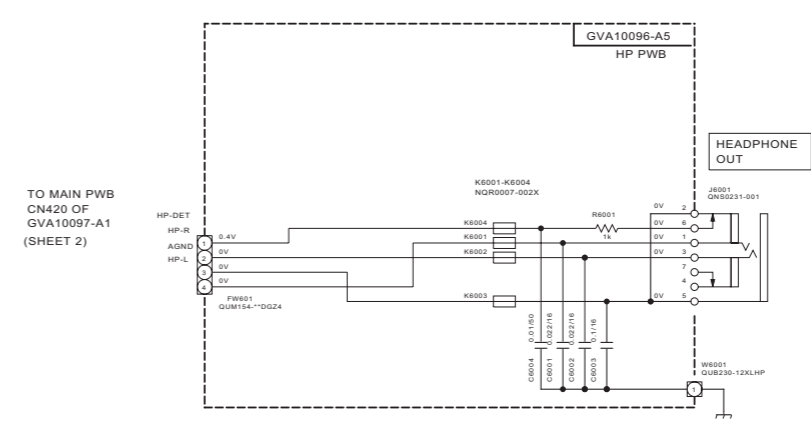 GVA10096-A5
HP PWB
HEADPHONE
OUT
K6001-K6004
NQR0007-002X
J6001
QNS0231-001
TO MAIN PWB
CN420 OF
GVA10097-A1
(SHEET 2)
HP-DET
HP-R
AGND
HP-L
1
2
3
4
0.4V
0V
0V
0V
FW601
QUM154-**DGZ4
K6004
K6001
K6002
K6003
R6001
1k
0V
0V
0V
0V
0V
2
6
1
3
7
4
5
0.01/50
0.022/16
0.022/16
0.1/16
C6004
C6001
C6002
C6003
W6001
QUB230-12XLHP
1